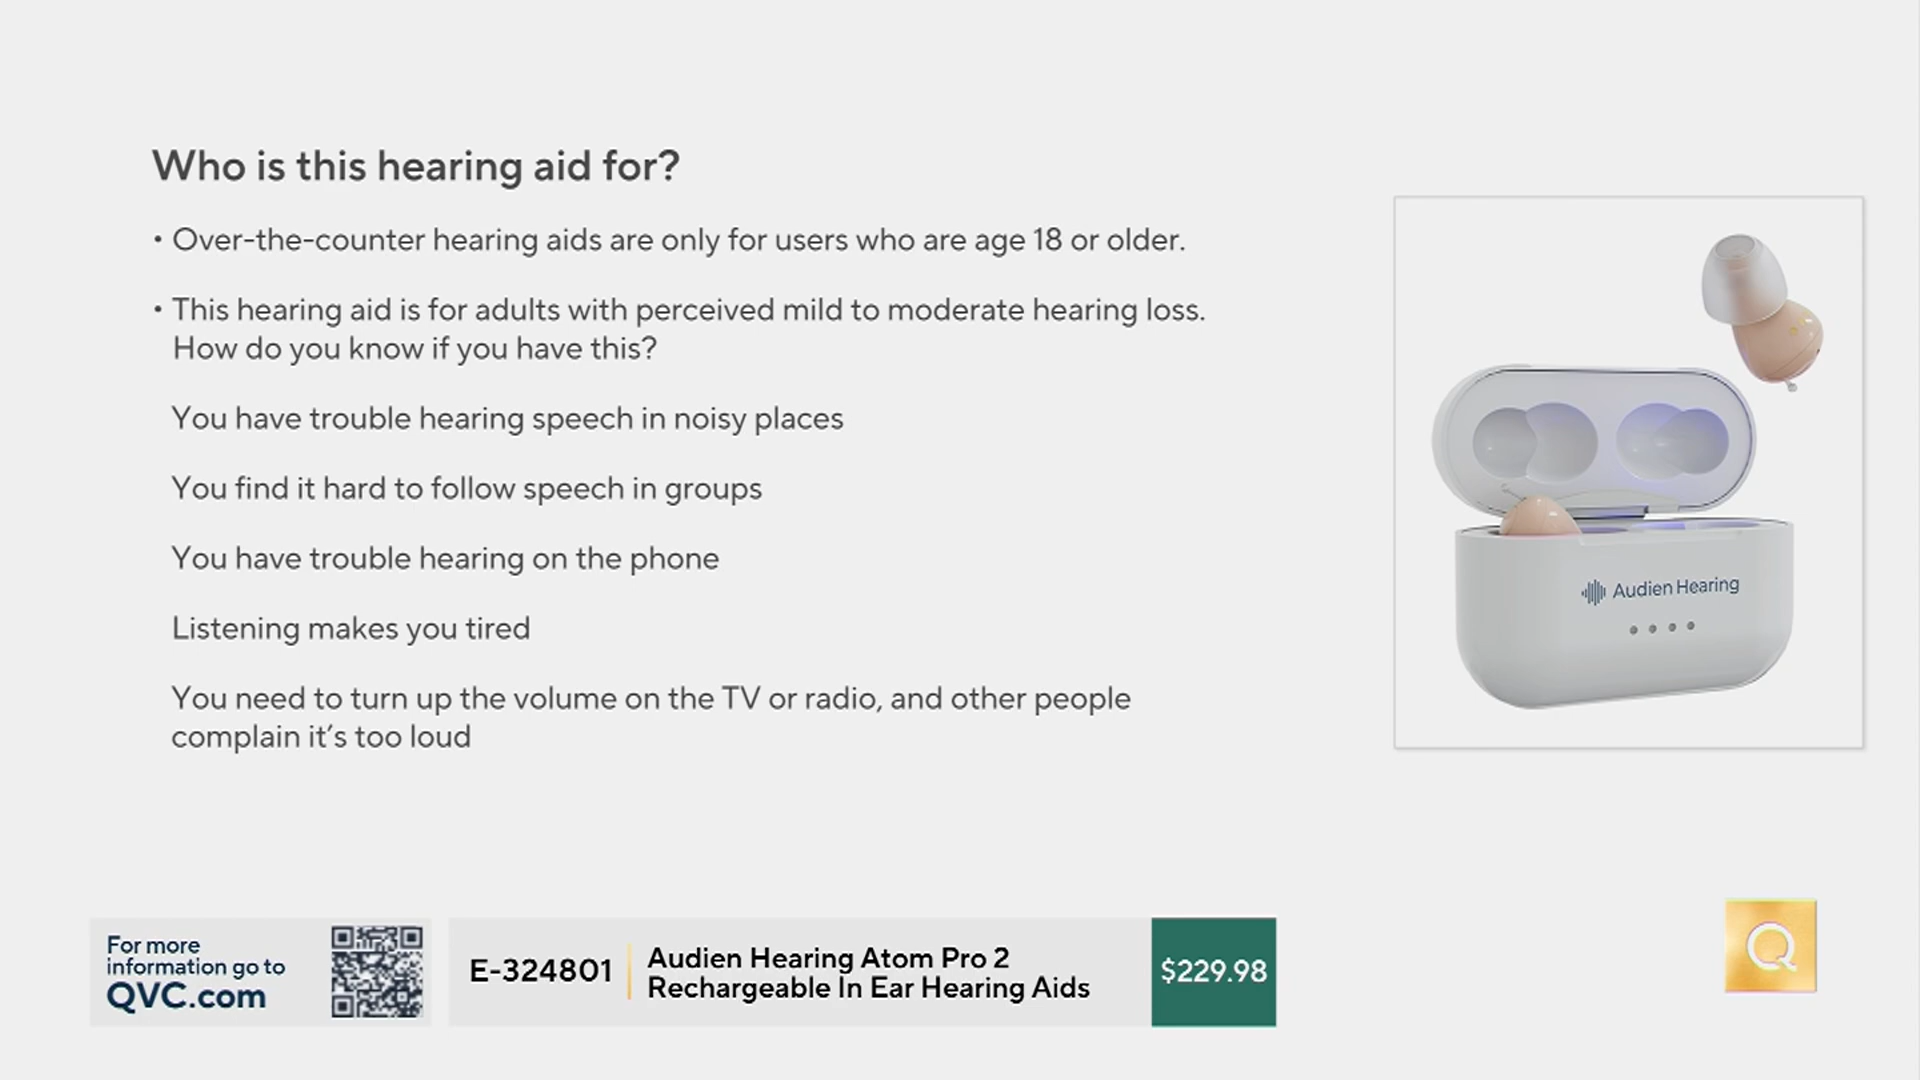 Who is this hearing aid for?
• Over-the-counter hearing aids are only for users who are age 18 or older.
• This hearing aid is for adults with perceived mild to moderate hearing loss.
How do you know if you have this?
You have trouble hearing speech in noisy places
You find it hard to follow speech in groups
You have trouble hearing on the phone
Listening makes you tired
You need to turn up the volume on the TV or radio, and other people
complain it’s too loud
Audien Hearing
For more
information go to
QVC.com
E-324801
Audien Hearing Atom Pro 2
Rechargeable In Ear Hearing Aids
$229.98
Q